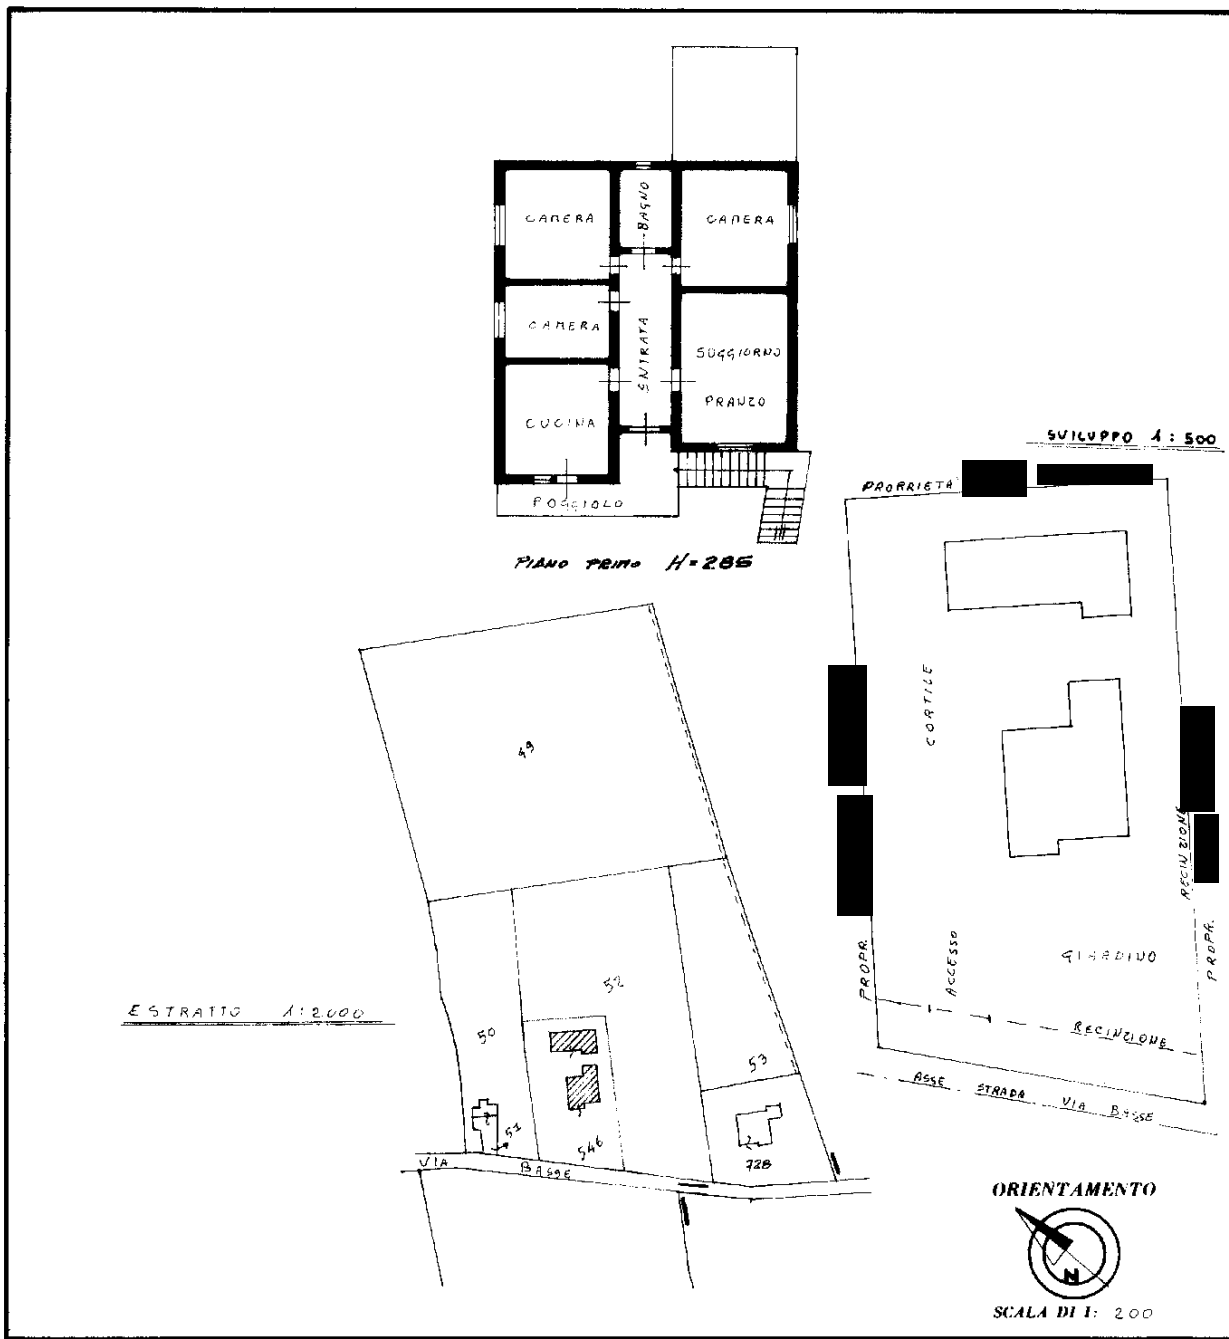 CAMERA
BAGNO
CAMERA
CAMERA
ENTRATA
SOGGIORNO
PRANZO
CUCINA
POGGIOLO
PIANO PRIMO H=285
SVILUPPO 1:500
PROPRIETA'
CORTILE
RECINZIONE
PROPR.
ACCESSO
GIARDINO
PROPR.
RECINZIONE
ASSE STRADA VIA BASSE
ESTRATTO 1:2000
49
50
52
53
51
546
728
VIA BASSE
ORIENTAMENTO
N
SCALA DI 1: 200